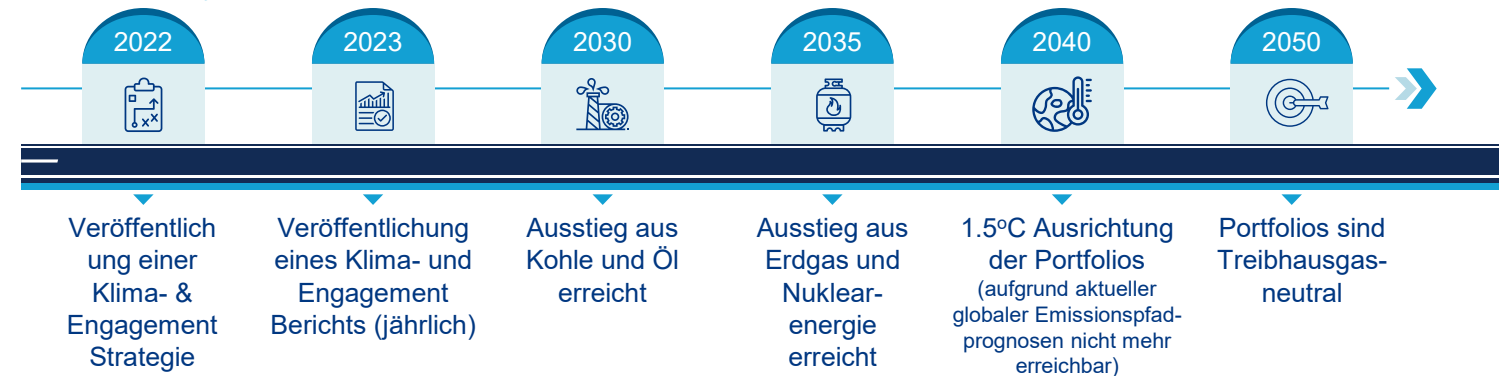 2022
2023
2030
2035
2040
2050
Veröffentlich
ung einer
Klima- &
Engagement
Strategie
Veröffentlichung
eines Klima- und
Engagement
Berichts (jährlich)
Ausstieg aus
Kohle und Öl
erreicht
Ausstieg aus
Erdgas und
Nuklear-
energie
erreicht
1.5°C Ausrichtung
der Portfolios
(aufgrund aktueller
globaler Emissionspfad-
prognosen nicht mehr
erreichbar)
Portfolios sind
Treibhausgas-
neutral